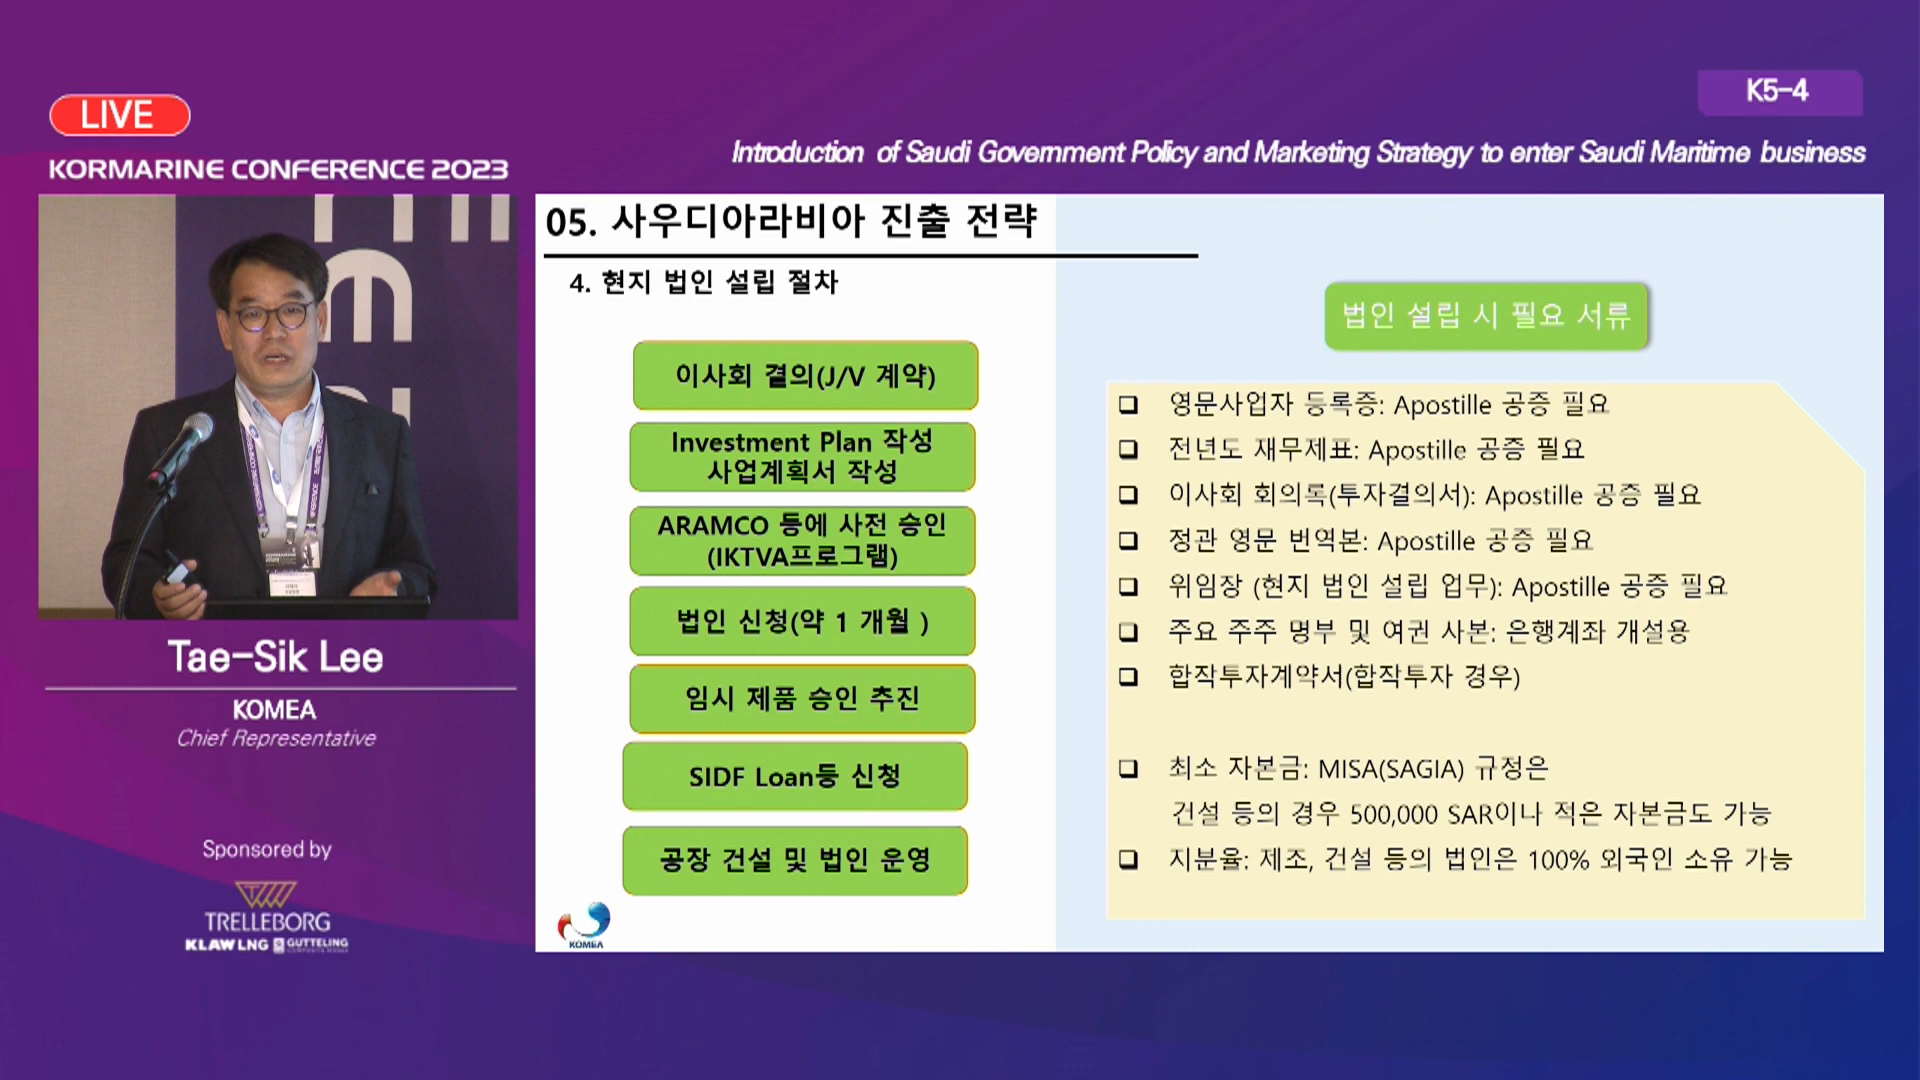 LIVE
K5-4
KORMARINE CONFERENCE 2023
Introduction of Saudi Government Policy and Marketing Strategy to enter Saudi Maritime business
Tae-Sik Lee
KOMEA
Chief Representative
Sponsored by
TRELLEBORG
KLAW LNG GUTTELING
05. 사우디아라비아 진출 전략
4. 현지 법인 설립 절차
이사회 결의(J/V 계약)
Investment Plan 작성
사업계획서 작성
ARAMCO 등에 사전 승인
(IKTVA프로그램)
법인 신청(약 1 개월 )
임시 제품 승인 추진
SIDF Loan등 신청
공장 건설 및 법인 운영
KOMEA
법인 설립 시 필요 서류
영문사업자 등록증: Apostille 공증 필요
전년도 재무제표: Apostille 공증 필요
이사회 회의록(투자결의서): Apostille 공증 필요
정관 영문 번역본: Apostille 공증 필요
위임장 (현지 법인 설립 업무): Apostille 공증 필요
주요 주주 명부 및 여권 사본: 은행계좌 개설용
합작투자계약서(합작투자 경우)
최소 자본금: MISA(SAGIA) 규정은
건설 등의 경우 500,000 SAR이나 적은 자본금도 가능
지분율: 제조, 건설 등의 법인은 100% 외국인 소유 가능